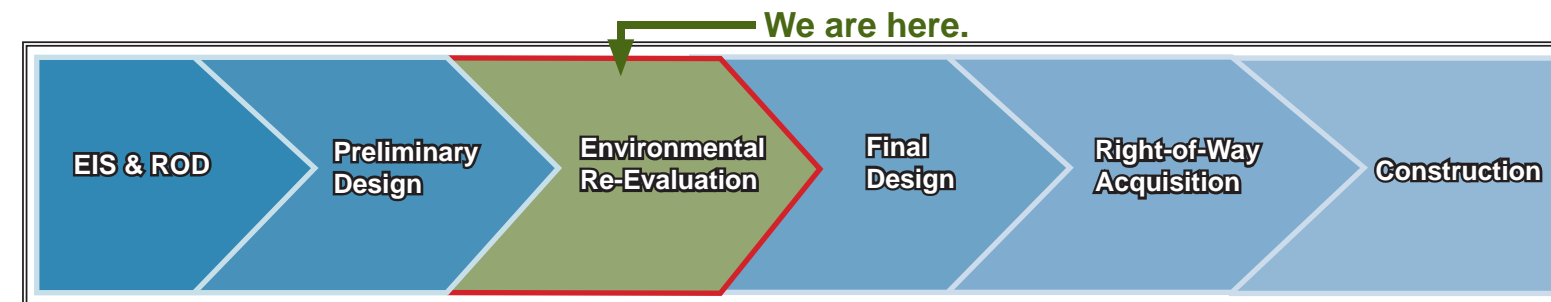 We are here.
EIS & ROD
Preliminary
Design
Environmental
Re-Evaluation
Final
Design
Right-of-Way
Acquisition
Construction